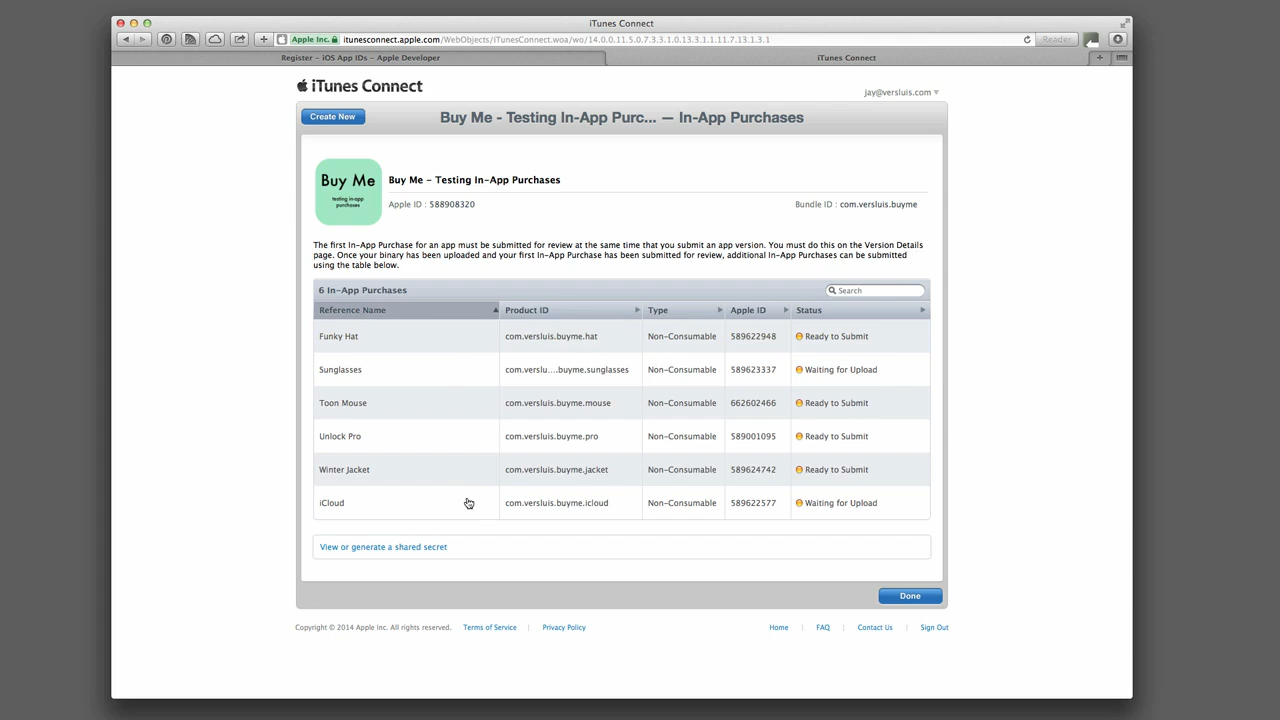 iTunes Connect
Apple Inc. itunesconnect.apple.com/WebObjects/iTunesConnect.woa/wo/14.0.0.11.5.0.7.3.3.1.0.13.3.1.1.11.7.13.1.3.1 Reader
Register – iOS App IDs – Apple Developer iTunes Connect
iTunes Connect
jay@versluis.com
Create New Buy Me - Testing In-App Purc... — In-App Purchases
Buy Me
testing in-app
purchases
Buy Me – Testing In-App Purchases
Apple ID : 588908320 Bundle ID : com.versluis.buyme
The first In-App Purchase for an app must be submitted for review at the same time that you submit an app version. You must do this on the Version Details
page. Once your binary has been uploaded and your first In-App Purchase has been submitted for review, additional In-App Purchases can be submitted
using the table below.
6 In-App Purchases Search
Reference Name Product ID Type Apple ID Status
Funky Hat com.versluis.buyme.hat Non-Consumable 589622948 Ready to Submit
Sunglasses com.verslu....buyme.sunglasses Non-Consumable 589623337 Waiting for Upload
Toon Mouse com.versluis.buyme.mouse Non-Consumable 662602466 Ready to Submit
Unlock Pro com.versluis.buyme.pro Non-Consumable 589001095 Ready to Submit
Winter Jacket com.versluis.buyme.jacket Non-Consumable 589624742 Ready to Submit
iCloud com.versluis.buyme.icloud Non-Consumable 589622577 Waiting for Upload
View or generate a shared secret
Done
Copyright © 2014 Apple Inc. All rights reserved. Terms of Service | Privacy Policy Home | FAQ | Contact Us | Sign Out